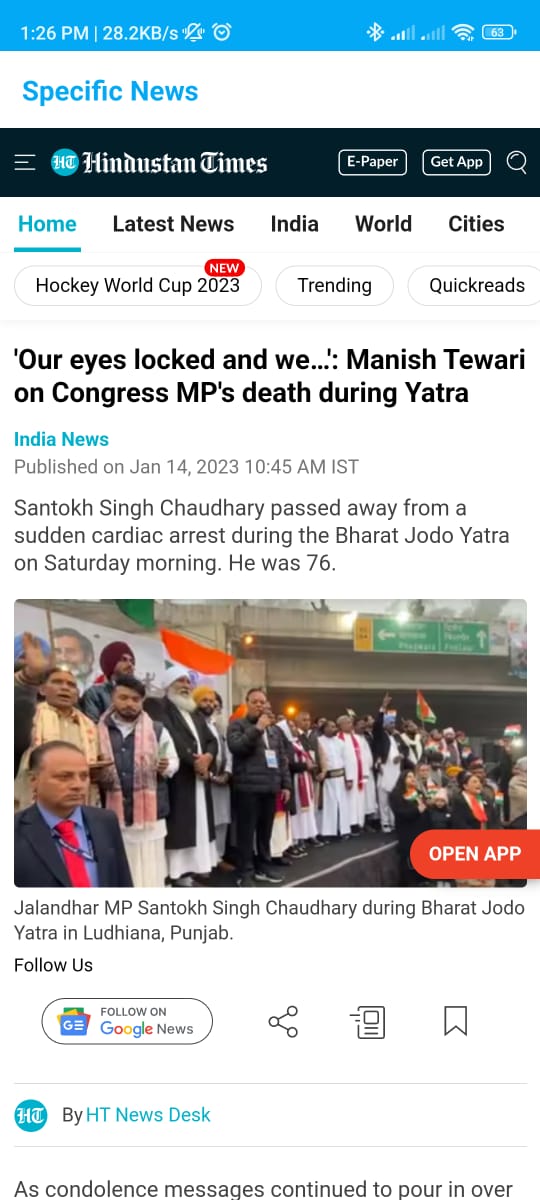 1:26 PM | 28.2KB/s
63
Specific News
HT Hindustan Times
E-Paper
Get App
Home Latest News India World Cities
NEW
Hockey World Cup 2023 Trending Quickreads
'Our eyes locked and we…': Manish Tewari
on Congress MP's death during Yatra
India News
Published on Jan 14, 2023 10:45 AM IST
Santokh Singh Chaudhary passed away from a
sudden cardiac arrest during the Bharat Jodo Yatra
on Saturday morning. He was 76.
OPEN APP
Jalandhar MP Santokh Singh Chaudhary during Bharat Jodo
Yatra in Ludhiana, Punjab.
Follow Us
GE FOLLOW ON
Google News
HT By HT News Desk
As condolence messages continued to pour in over